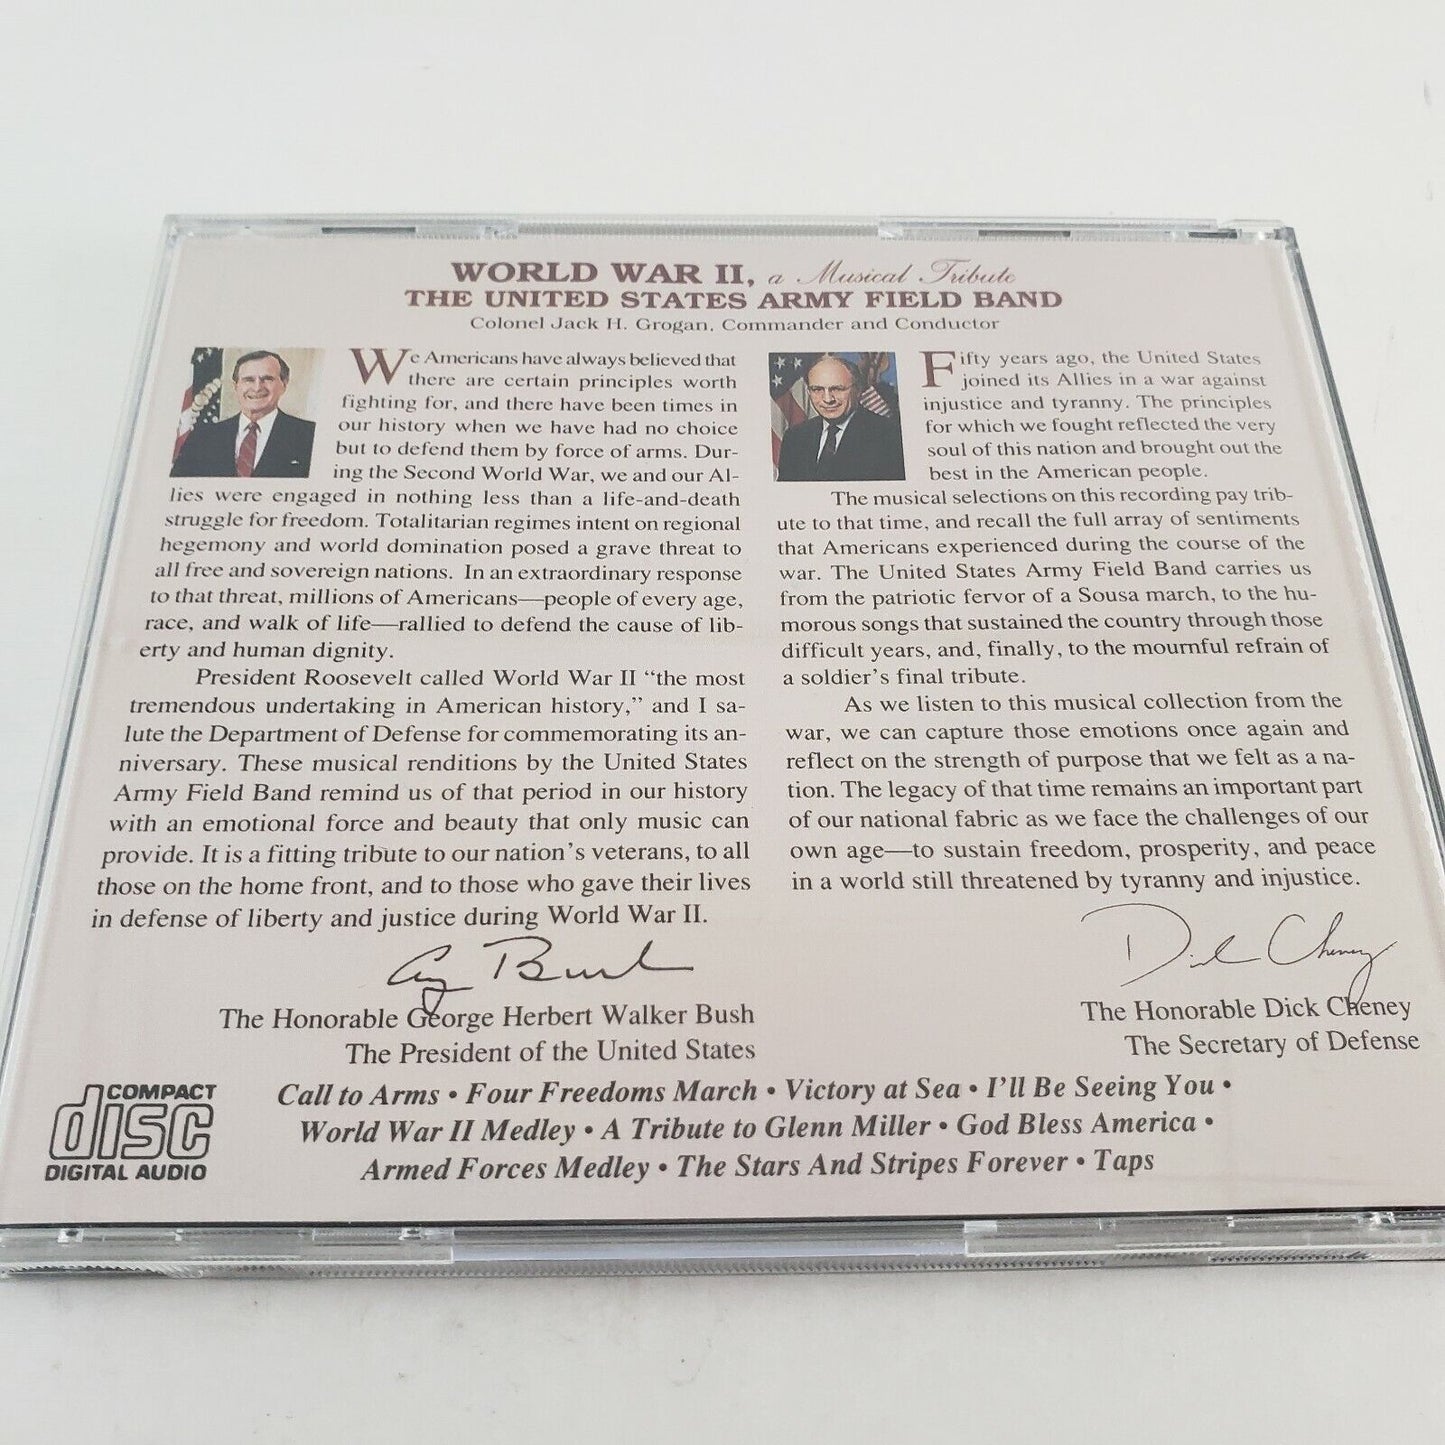 WORLD WAR II, a Musical Tribute
THE UNITED STATES ARMY FIELD BAND
Colonel Jack H. Grogan, Commander and Conductor
We Americans have always believed that
there are certain principles worth
fighting for, and there have been times in
our history when we have had no choice
but to defend them by force of arms. Dur-
ing the Second World War, we and our Al-
lies were engaged in nothing less than a life-and-death
struggle for freedom. Totalitarian regimes intent on regional
hegemony and world domination posed a grave threat to
all free and sovereign nations. In an extraordinary response
to that threat, millions of Americans—people of every age,
race, and walk of life—rallied to defend the cause of lib-
erty and human dignity.
President Roosevelt called World War II “the most
tremendous undertaking in American history,” and I sa-
lute the Department of Defense for commemorating its an-
niversary. These musical renditions by the United States
Army Field Band remind us of that period in our history
with an emotional force and beauty that only music can
provide. It is a fitting tribute to our nation’s veterans, to all
those on the home front, and to those who gave their lives
in defense of liberty and justice during World War II.
G Bush
The Honorable George Herbert Walker Bush
The President of the United States
Fifty years ago, the United States
joined its Allies in a war against
injustice and tyranny. The principles
for which we fought reflected the very
soul of this nation and brought out the
best in the American people.
The musical selections on this recording pay trib-
ute to that time, and recall the full array of sentiments
that Americans experienced during the course of the
war. The United States Army Field Band carries us
from the patriotic fervor of a Sousa march, to the hu-
morous songs that sustained the country through those
difficult years, and, finally, to the mournful refrain of
a soldier’s final tribute.
As we listen to this musical collection from the
war, we can capture those emotions once again and
reflect on the strength of purpose that we felt as a na-
tion. The legacy of that time remains an important part
of our national fabric as we face the challenges of our
own age—to sustain freedom, prosperity, and peace
in a world still threatened by tyranny and injustice.
Dick Cheney
The Honorable Dick Cheney
The Secretary of Defense
COMPACT
disc
DIGITAL AUDIO
Call to Arms • Four Freedoms March • Victory at Sea • I’ll Be Seeing You •
World War II Medley • A Tribute to Glenn Miller • God Bless America •
Armed Forces Medley • The Stars And Stripes Forever • Taps